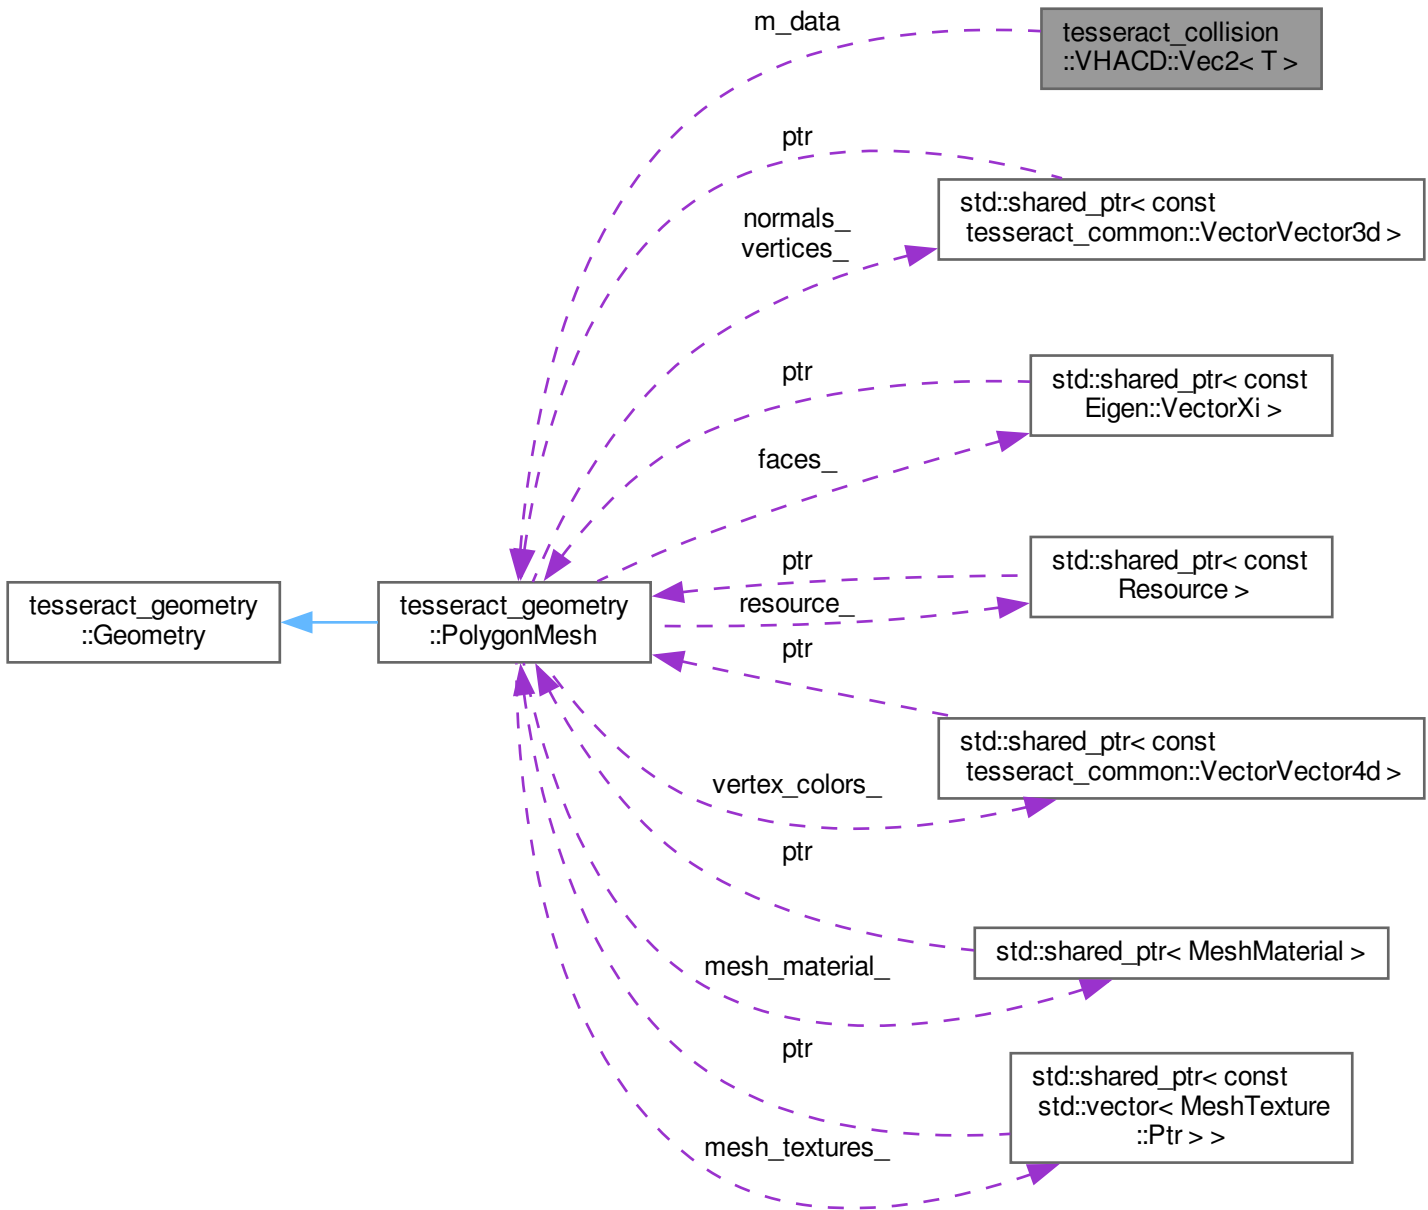 m_data
tesseract_collision
::VHACD::Vec2< T >
ptr
std::shared_ptr< const
tesseract_common::VectorVector3d >
normals_
vertices_
ptr
std::shared_ptr< const
Eigen::VectorXi >
faces_
ptr
std::shared_ptr< const
Resource >
resource_
tesseract_geometry
::Geometry
tesseract_geometry
::PolygonMesh
ptr
std::shared_ptr< const
tesseract_common::VectorVector4d >
vertex_colors_
ptr
std::shared_ptr< MeshMaterial >
mesh_material_
ptr
std::shared_ptr< const
std::vector< MeshTexture
::Ptr > >
mesh_textures_